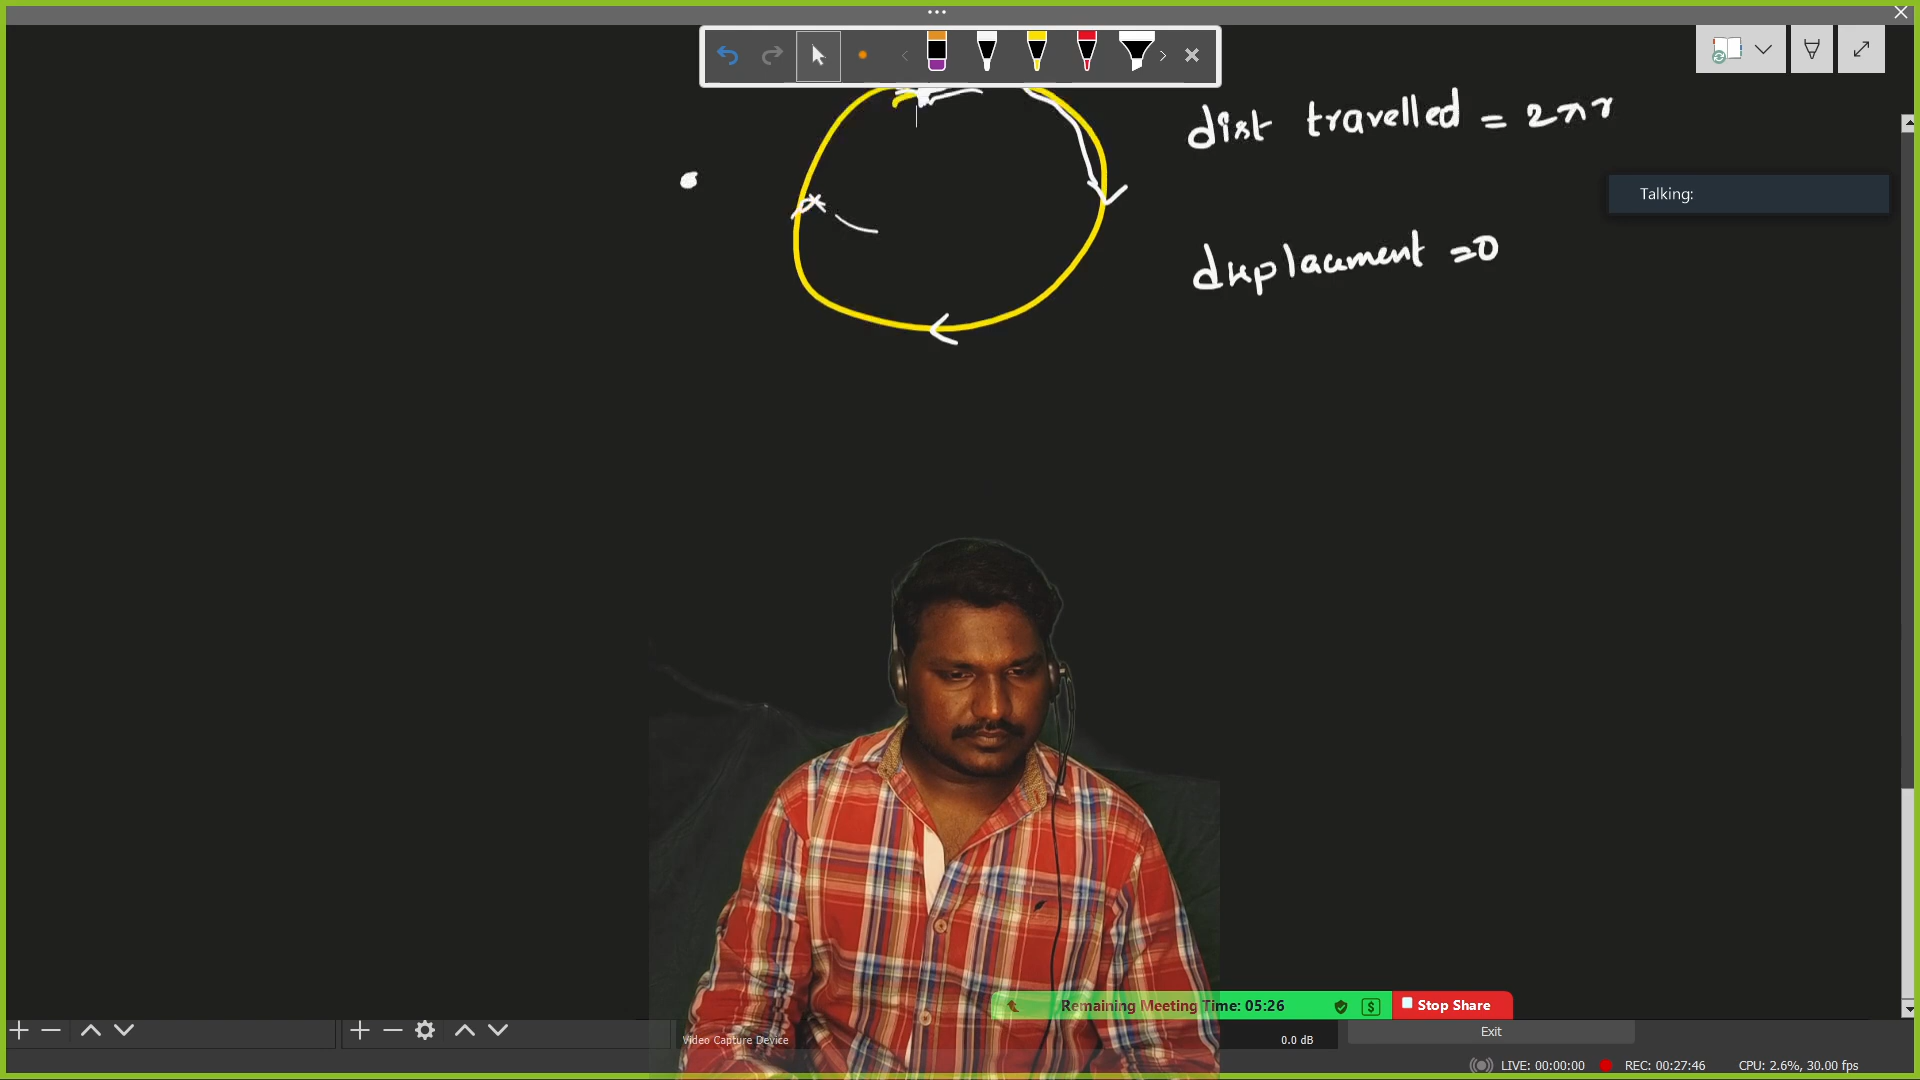 dist travelled = 2πr
Talking:
displacement =0
Remaining Meeting Time: 05:26
$
Stop Share
Exit
Video Capture Device
0.0 dB
LIVE: 00:00:00
REC: 00:27:46
CPU: 2.6%, 30.00 fps